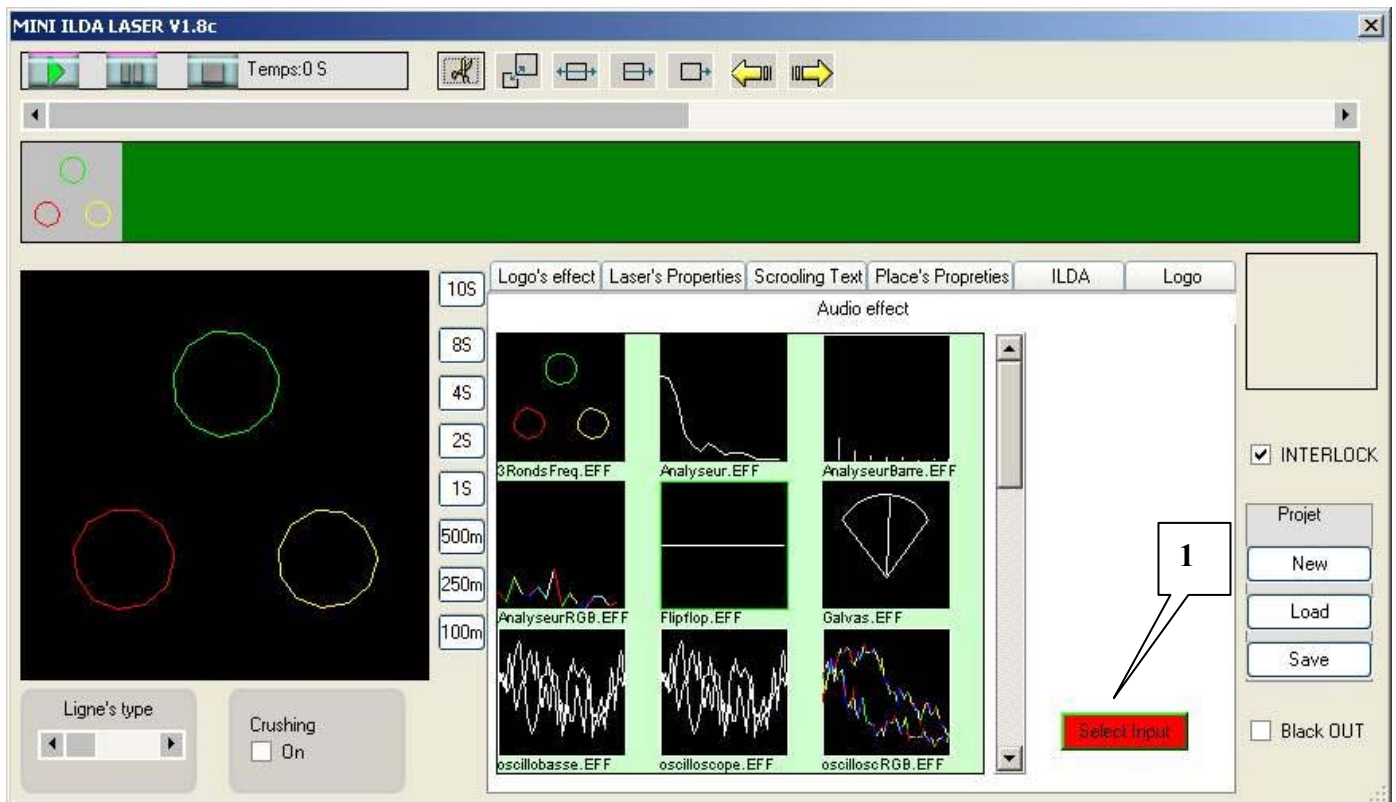 MINI ILDA LASER V1.8c
Temps:0 S
10S
8S
4S
2S
1S
500m
250m
100m
Logo's effect
Laser's Properties
Scrooling Text
Place's Propreties
ILDA
Logo
Audio effect
3RondsFreq.EFF
Analyseur.EFF
AnalyseurBarre.EFF
AnalyseurRGB.EFF
Flipflop.EFF
Galvas.EFF
oscillobasse.EFF
oscilloscope.EFF
oscilloscRGB.EFF
1
Select Input
INTERLOCK
Projet
New
Load
Save
Black OUT
Ligne's type
Crushing
On